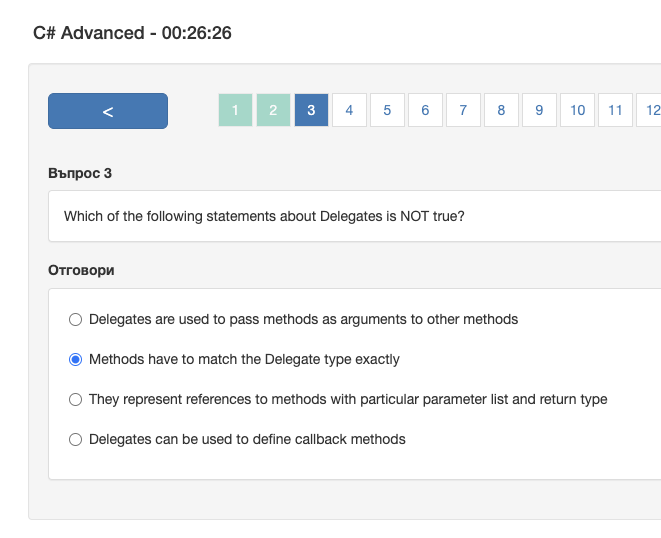 C# Advanced - 00:26:26
< 1 2 3 4 5 6 7 8 9 10 11 12
Въпрос 3
Which of the following statements about Delegates is NOT true?
Отговори
Delegates are used to pass methods as arguments to other methods
Methods have to match the Delegate type exactly
They represent references to methods with particular parameter list and return type
Delegates can be used to define callback methods